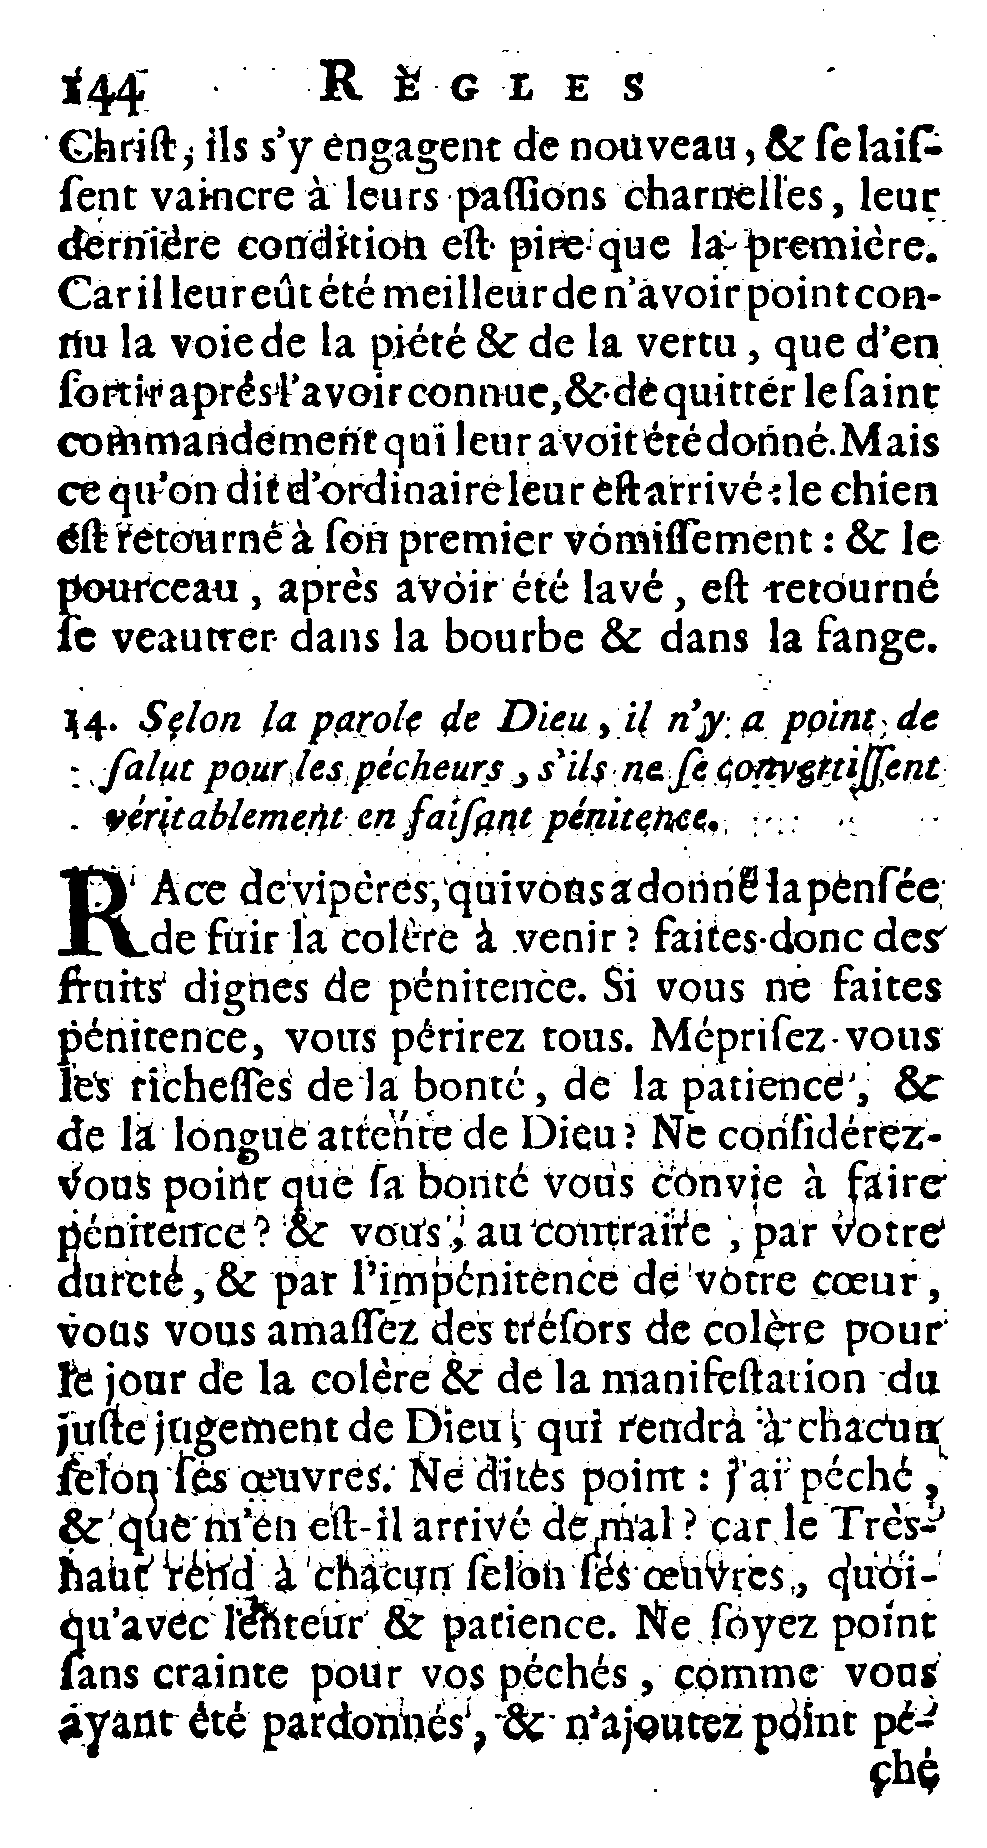 144 RÈGLES
Chriſt, ils s'y engagent de nouveau, & ſe laiſ-
ſent vaincre à leurs paſſions charnelles, leur
dernière condition eſt pire que la première.
Car il leur eût été meilleur de n'avoir point con-
nu la voie de la piété & de la vertu, que d'en
ſortir aprés l'avoir connue, & de quitter le ſaint
commandement qui leur avoit été donné. Mais
ce qu'on dit d'ordinaire leur eſt arrivé : le chien
eſt retourné à ſon premier vomiſſement : & le
pourceau, après avoir été lavé, eſt retourné
ſe veautrer dans la bourbe & dans la fange.
14. Selon la parole de Dieu, il n'y a point de
ſalut pour les pécheurs, s'ils ne ſe convertiſſent
véritablement en faiſant pénitence.
RAce de vipères, qui vous a donné la penſée
de fuir la colère à venir ? faites donc des
fruits dignes de pénitence. Si vous ne faites
pénitence, vous périrez tous. Mépriſez-vous
les richeſſes de la bonté, de la patience, &
de la longue attente de Dieu ? Ne conſidérez-
vous point que ſa bonté vous convie à faire
pénitence ? & vous, au contraire, par votre
dureté, & par l'impénitence de votre cœur,
vous vous amaſſez des tréſors de colère pour
le jour de la colère & de la manifeſtation du
juſte jugement de Dieu, qui rendra à chacun
ſelon ſes œuvres. Ne dites point : j'ai péché,
& que m'en eſt-il arrivé de mal ? car le Très-
haut rend à chacun ſelon ſes œuvres, quoi-
qu'avec lenteur & patience. Ne ſoyez point
ſans crainte pour vos péchés, comme vous
ayant été pardonnés, & n'ajoutez point pé-
ché